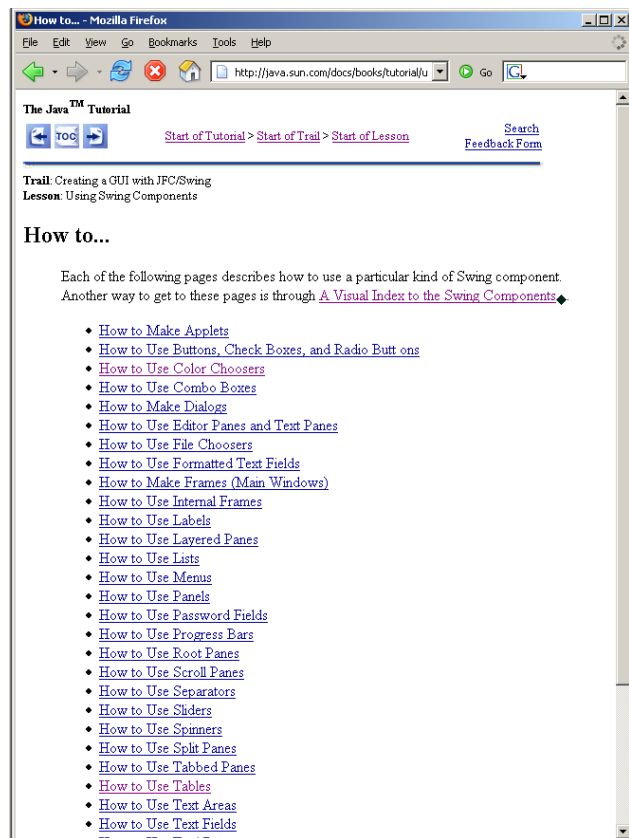 How to... - Mozilla Firefox
File Edit View Go Bookmarks Tools Help
http://java.sun.com/docs/books/tutorial/u Go G
The Java™ Tutorial
TOC
Start of Tutorial > Start of Trail > Start of Lesson
Search
Feedback Form
Trail: Creating a GUI with JFC/Swing
Lesson: Using Swing Components
How to...
Each of the following pages describes how to use a particular kind of Swing component.
Another way to get to these pages is through A Visual Index to the Swing Components.
How to Make Applets
How to Use Buttons, Check Boxes, and Radio Butt ons
How to Use Color Choosers
How to Use Combo Boxes
How to Make Dialogs
How to Use Editor Panes and Text Panes
How to Use File Choosers
How to Use Formatted Text Fields
How to Make Frames (Main Windows)
How to Use Internal Frames
How to Use Labels
How to Use Layered Panes
How to Use Lists
How to Use Menus
How to Use Panels
How to Use Password Fields
How to Use Progress Bars
How to Use Root Panes
How to Use Scroll Panes
How to Use Separators
How to Use Sliders
How to Use Spinners
How to Use Split Panes
How to Use Tabbed Panes
How to Use Tables
How to Use Text Areas
How to Use Text Fields